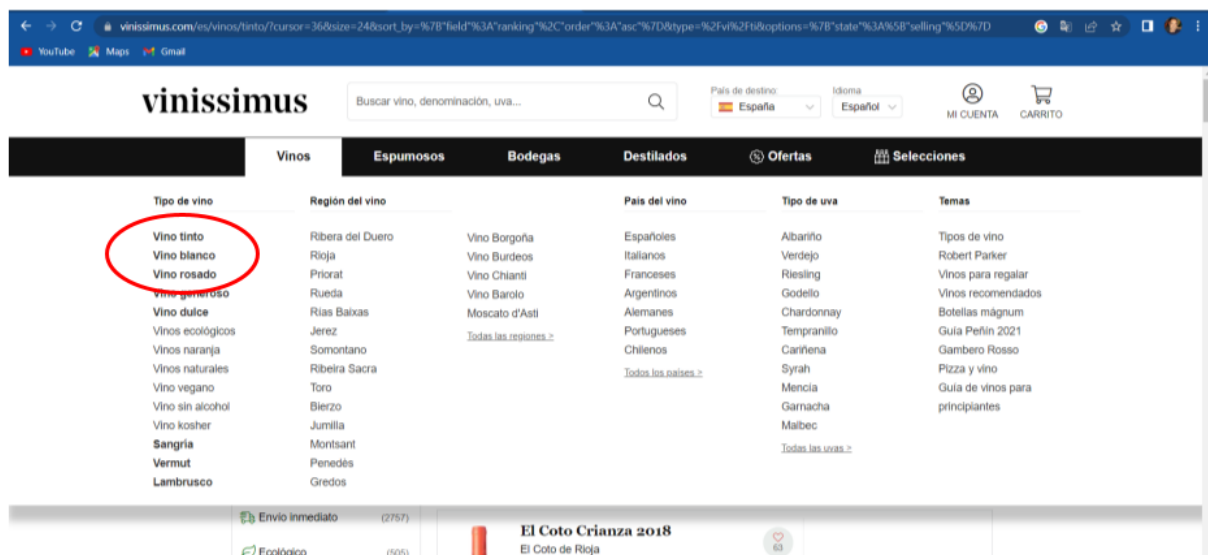 vinissimus.com/es/vinos/tinto/?cursor=36&size=24&sort_by=%7B"field"%3A"ranking"%2C"order"%3A"asc"%7D&type=%2Fvi%2Fti&options=%7B"state"%3A%5B"selling"%5D%7D
YouTube Maps Gmail
vinissimus
Buscar vino, denominación, uva...
País de destino:
España
Idioma
Español
MI CUENTA
CARRITO
Vinos Espumosos Bodegas Destilados Ofertas Selecciones
Tipo de vino
Vino tinto
Vino blanco
Vino rosado
Vino generoso
Vino dulce
Vinos ecológicos
Vinos naranja
Vinos naturales
Vino vegano
Vino sin alcohol
Vino kosher
Sangría
Vermut
Lambrusco
Región del vino
Ribera del Duero
Rioja
Priorat
Rueda
Rías Baixas
Jerez
Somontano
Ribeira Sacra
Toro
Bierzo
Jumilla
Montsant
Penedès
Gredos
Vino Borgoña
Vino Burdeos
Vino Chianti
Vino Barolo
Moscato d'Asti
Todas las regiones >
País del vino
Españoles
Italianos
Franceses
Argentinos
Alemanes
Portugueses
Chilenos
Todos los países >
Tipo de uva
Albariño
Verdejo
Riesling
Godello
Chardonnay
Tempranillo
Cariñena
Syrah
Mencía
Garnacha
Malbec
Todas las uvas >
Temas
Tipos de vino
Robert Parker
Vinos para regalar
Vinos recomendados
Botellas mágnum
Guía Peñín 2021
Gambero Rosso
Pizza y vino
Guía de vinos para
principiantes
Envío inmediato (2757)
Ecológico (505)
El Coto Crianza 2018
El Coto de Rioja
63